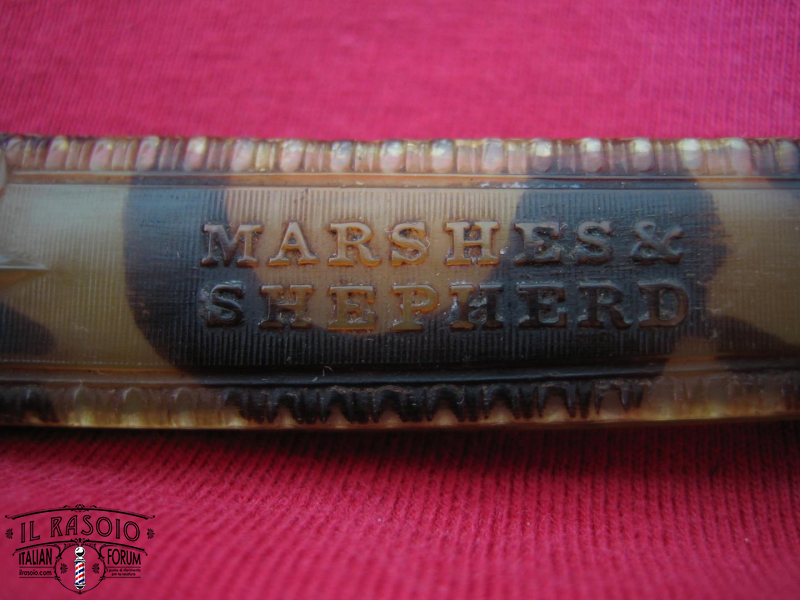 MARSHES &
SHEPHERD
IL RASOIO
ITALIAN FORUM
ilrasoio.com